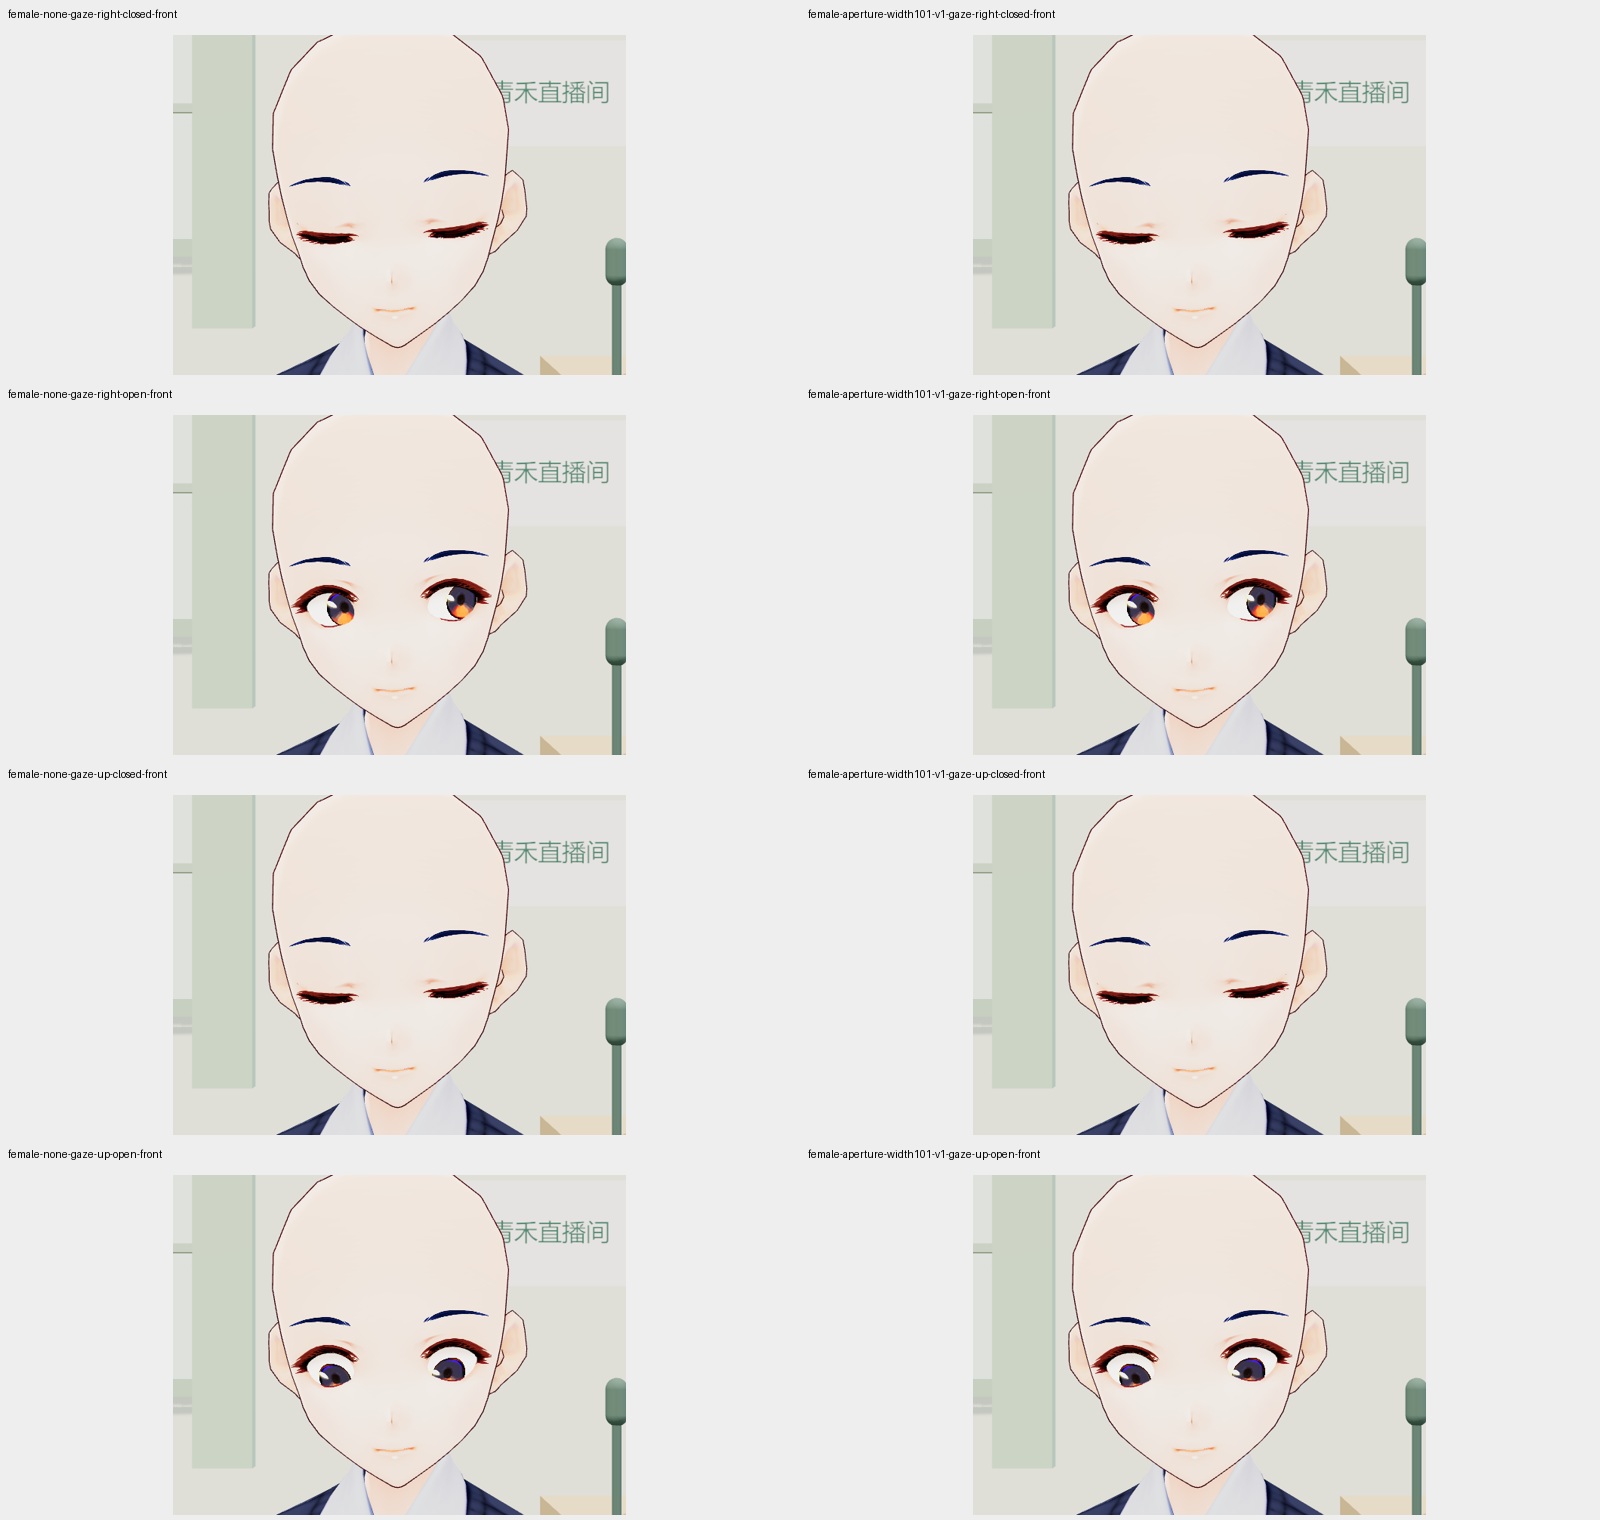 female-none-gaze-right-closed-front
female-aperture-width101-v1-gaze-right-closed-front
青禾直播间
青禾直播间
female-none-gaze-right-open-front
female-aperture-width101-v1-gaze-right-open-front
青禾直播间
青禾直播间
female-none-gaze-up-closed-front
female-aperture-width101-v1-gaze-up-closed-front
青禾直播间
青禾直播间
female-none-gaze-up-open-front
female-aperture-width101-v1-gaze-up-open-front
青禾直播间
青禾直播间